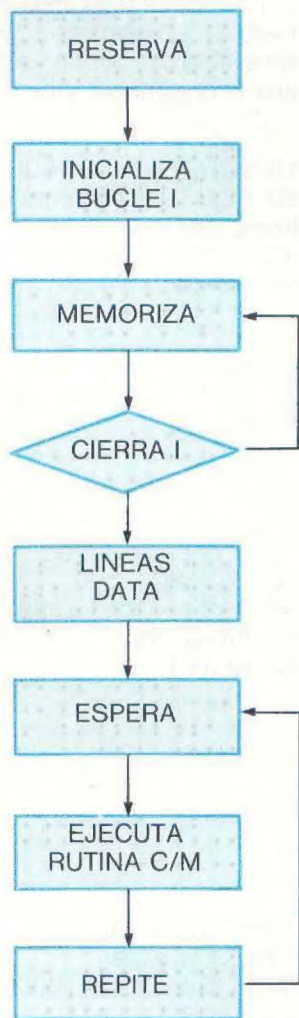 RESERVA
INICIALIZA
BUCLE I
MEMORIZA
CIERRA I
LINEAS
DATA
ESPERA
EJECUTA
RUTINA C/M
REPITE